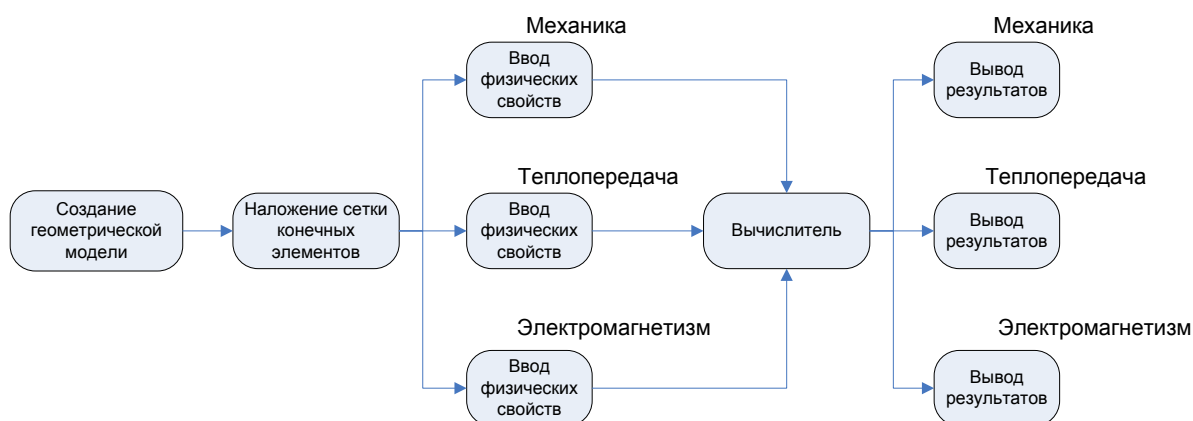 Механика
Ввод
физических
свойств
Механика
Вывод
результатов
Создание
геометрической
модели
Наложение сетки
конечных
элементов
Теплопередача
Ввод
физических
свойств
Вычислитель
Теплопередача
Вывод
результатов
Электромагнетизм
Ввод
физических
свойств
Электромагнетизм
Вывод
результатов